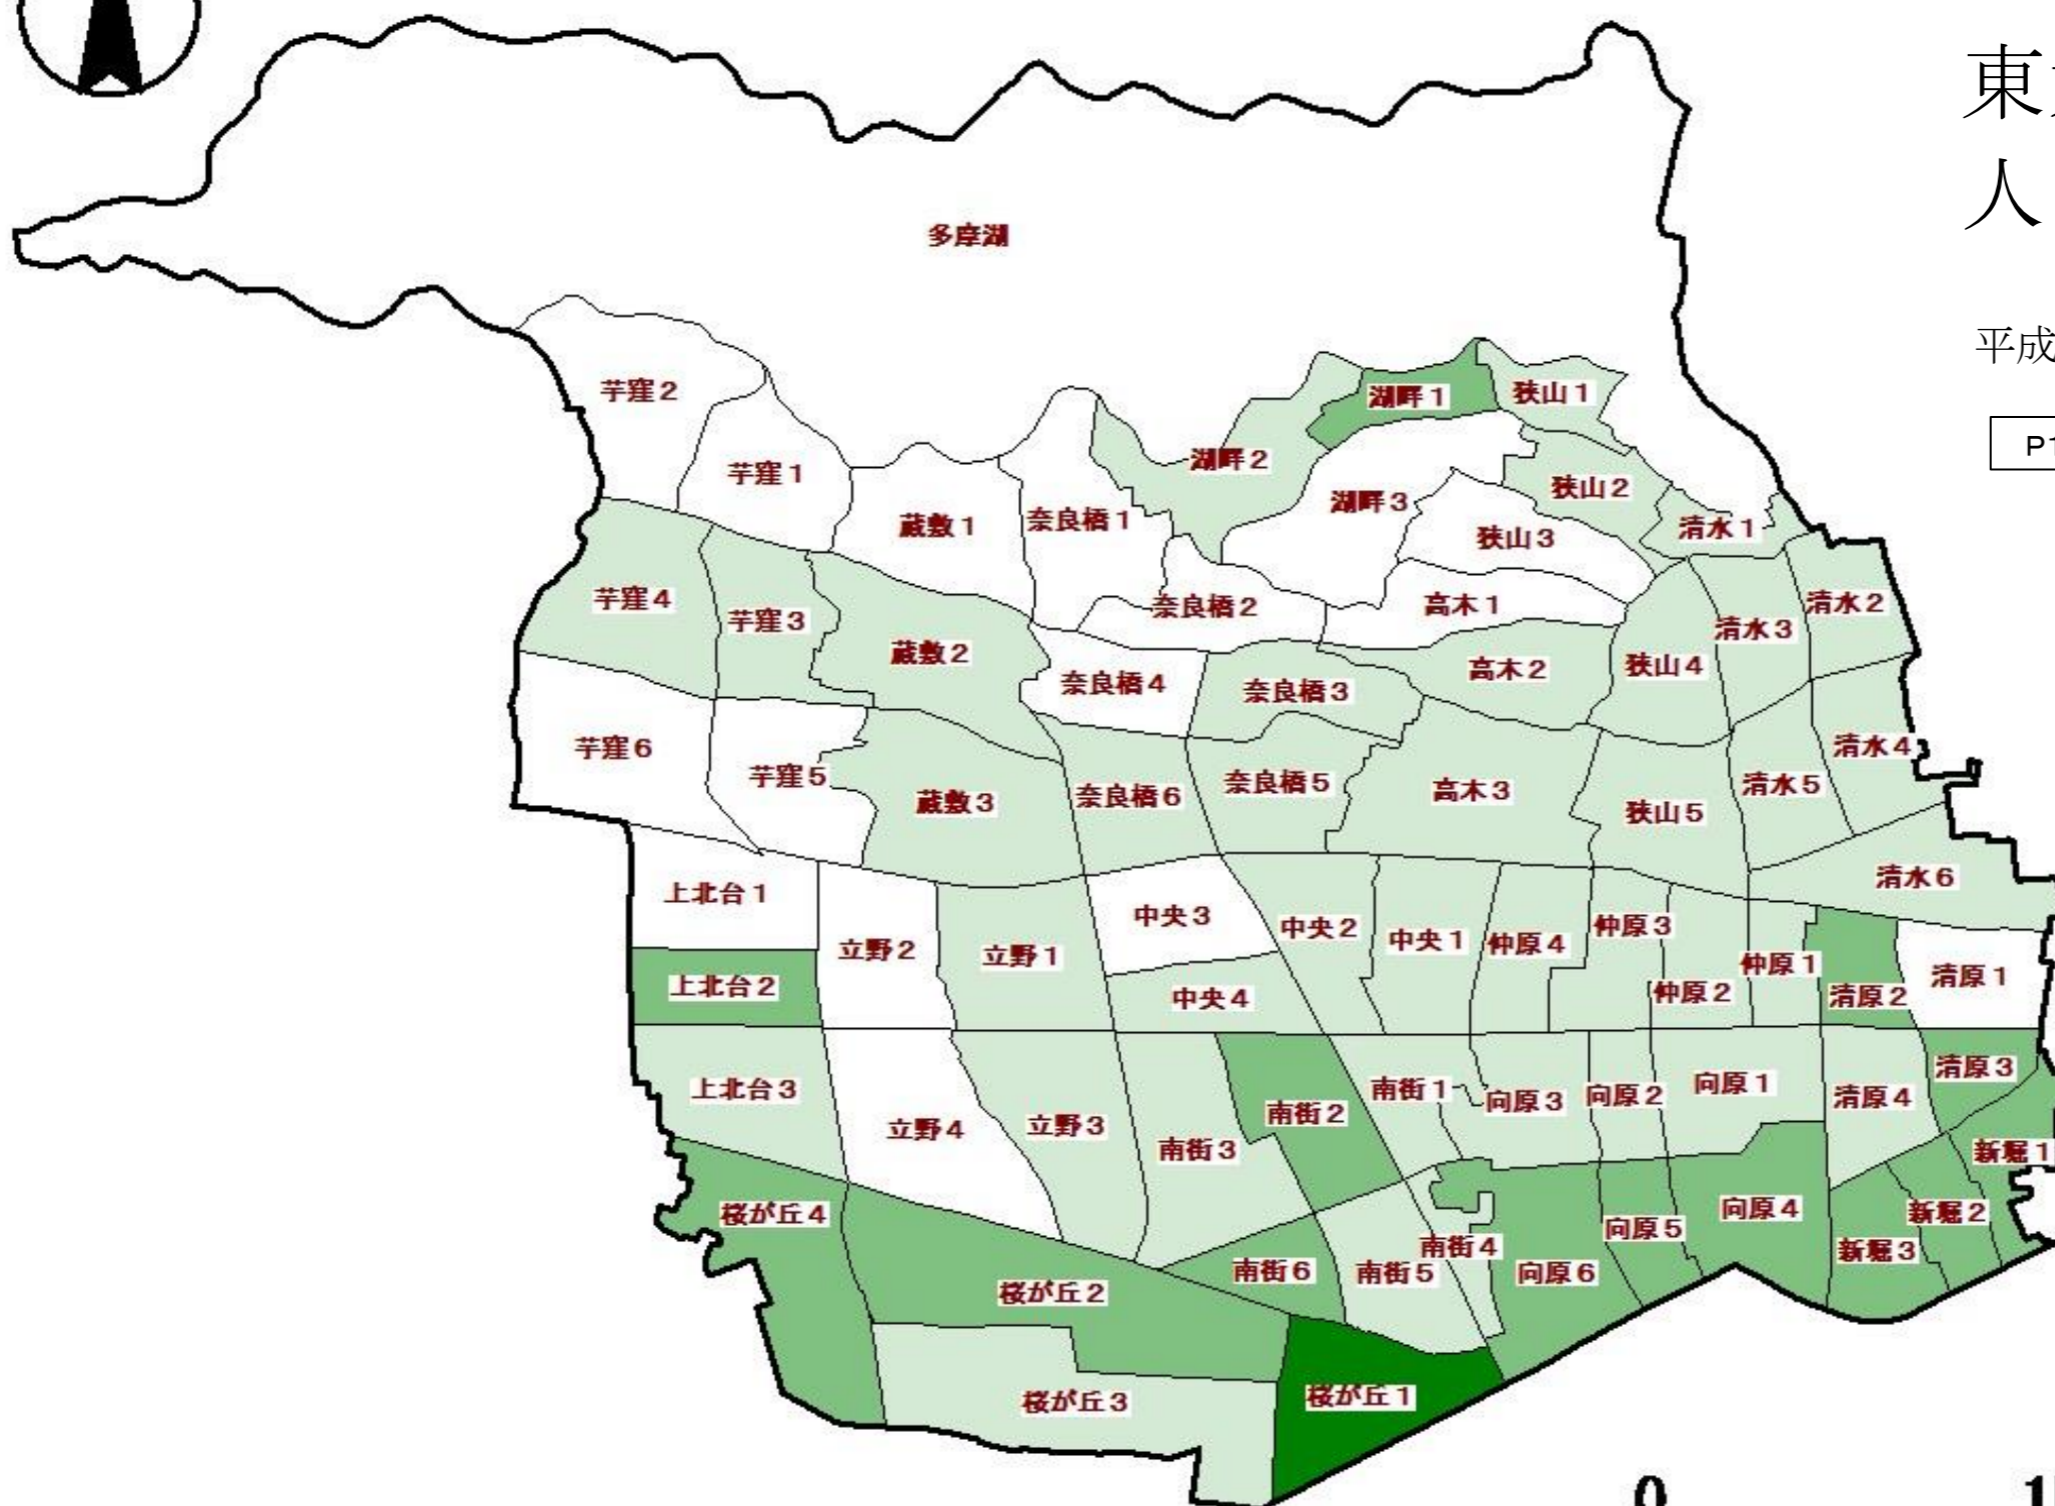 東
人
平成
P1
多摩湖
芋窪2
湖畔1
狭山1
芋窪1
湖畔2
狭山2
湖畔3
蔵敷1
奈良橋1
清水1
狭山3
芋窪4
奈良橋2
高木1
清水2
芋窪3
清水3
蔵敷2
狭山4
高木2
奈良橋4
奈良橋3
芋窪6
清水4
芋窪5
奈良橋5
清水5
高木3
奈良橋6
蔵敷3
狭山5
清水6
上北台1
中央3
仲原3
中央2
中央1
仲原4
立野2
立野1
仲原1
清原1
上北台2
仲原2
清原2
中央4
清原3
向原1
上北台3
南街1
向原2
清原4
向原3
南街2
立野3
立野4
南街3
新堀1
向原4
新堀2
桜が丘4
向原5
南街4
新堀3
南街6
南街5
向原6
桜が丘2
桜が丘1
桜が丘3
0
1